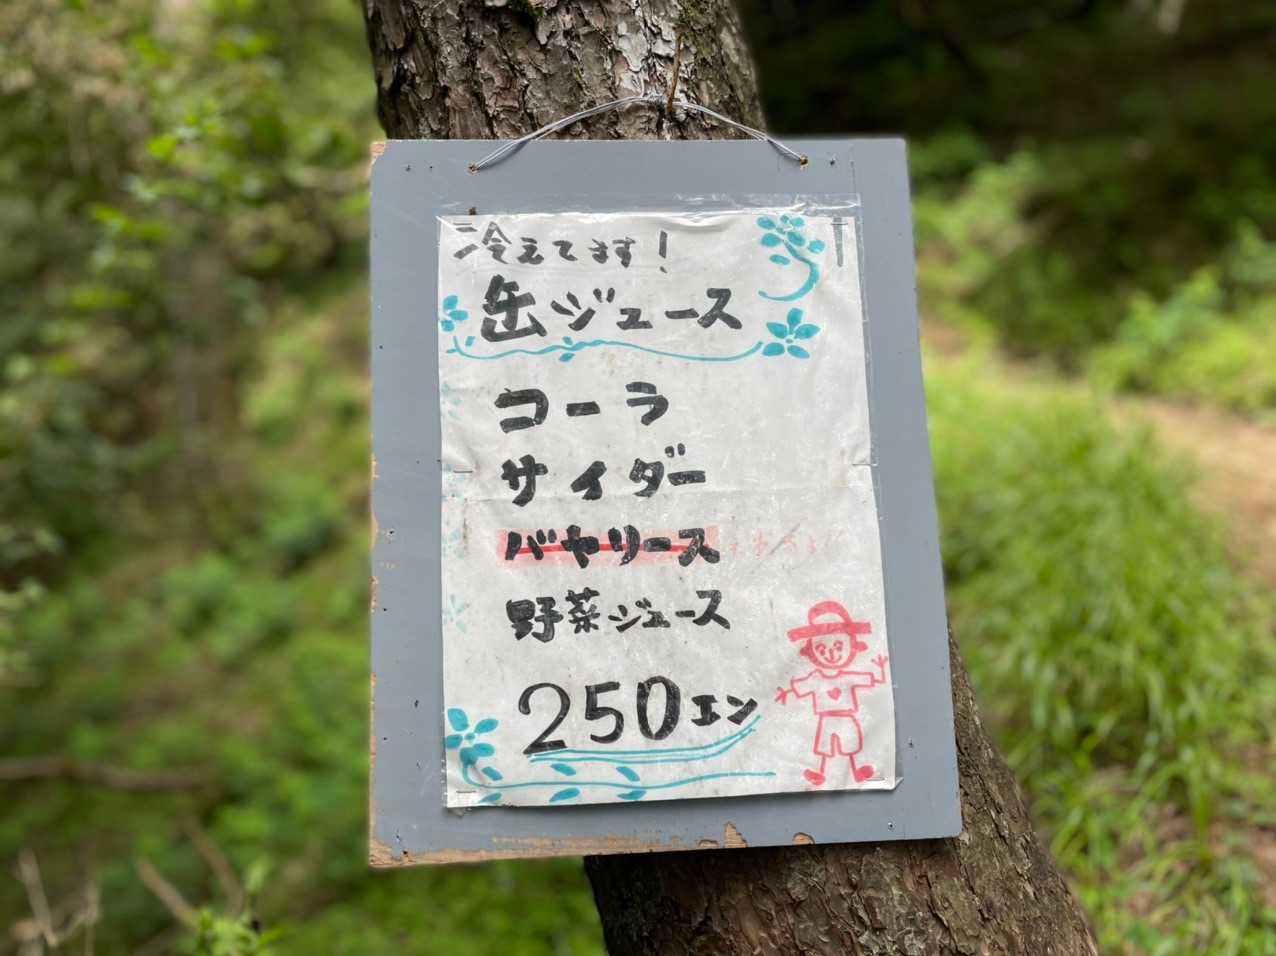 冷えてます!
缶ジュース
コーラ
サイダー
バヤリース
野菜ジュース
250エン